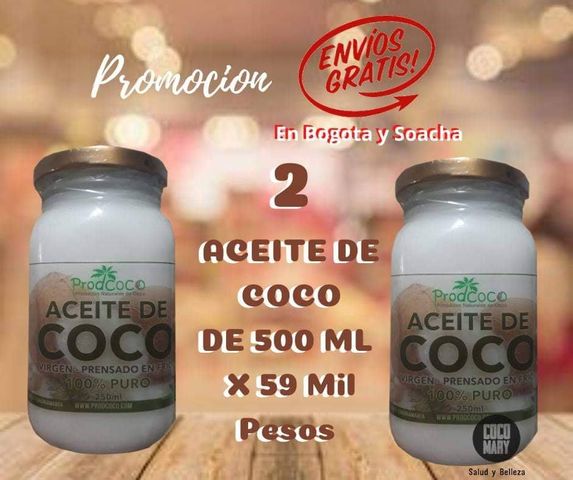 Promocion
ENVÍOS
GRATIS!
En Bogota y Soacha
2
ACEITE DE
COCO
DE 500 ML
X 59 Mil
Pesos
ProdCoco
ACEITE DE
COCO
VIRGEN & PRENSADO EN
100% PURO
250ml
WWW.PRODCOCO.COM
ProdCoco
ACEITE DE
COCO
VIRGEN & PRENSADO EN
100% PURO
250ml
COCO
MARY
Salud y Belleza